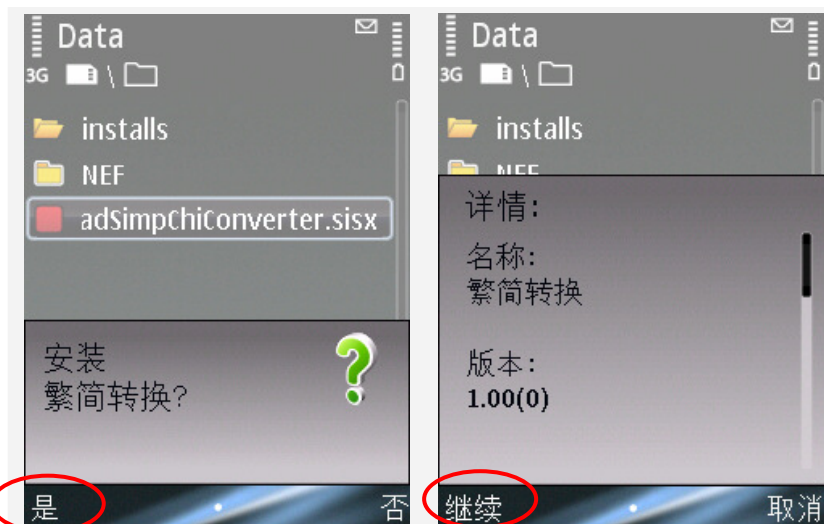 Data
3G \
installs
NEF
adSimpChiConverter.sisx
安装
繁简转换?
是 否
Data
3G \
installs
NEF
详情:
名称:
繁简转换
版本:
1.00(0)
继续 取消